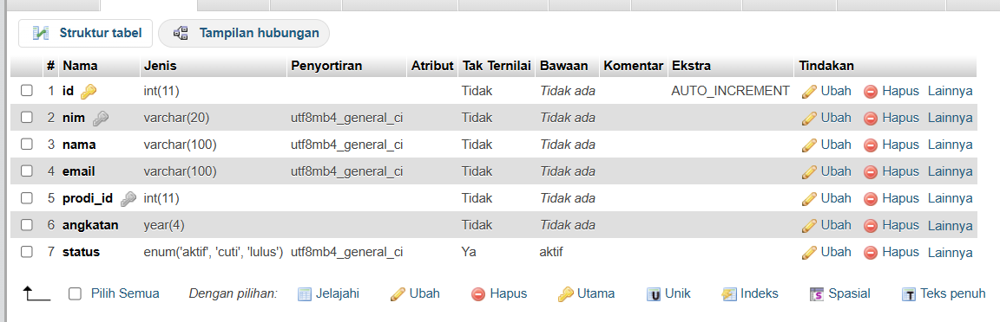 Struktur tabel Tampilan hubungan
# Nama Jenis Penyortiran Atribut Tak Ternilai Bawaan Komentar Ekstra Tindakan
1 id int(11) Tidak Tidak ada AUTO_INCREMENT Ubah Hapus Lainnya
2 nim varchar(20) utf8mb4_general_ci Tidak Tidak ada Ubah Hapus Lainnya
3 nama varchar(100) utf8mb4_general_ci Tidak Tidak ada Ubah Hapus Lainnya
4 email varchar(100) utf8mb4_general_ci Tidak Tidak ada Ubah Hapus Lainnya
5 prodi_id int(11) Tidak Tidak ada Ubah Hapus Lainnya
6 angkatan year(4) Tidak Tidak ada Ubah Hapus Lainnya
7 status enum('aktif', 'cuti', 'lulus') utf8mb4_general_ci Ya aktif Ubah Hapus Lainnya
Pilih Semua Dengan pilihan: Jelajahi Ubah Hapus Utama Unik Indeks Spasial Teks penuh